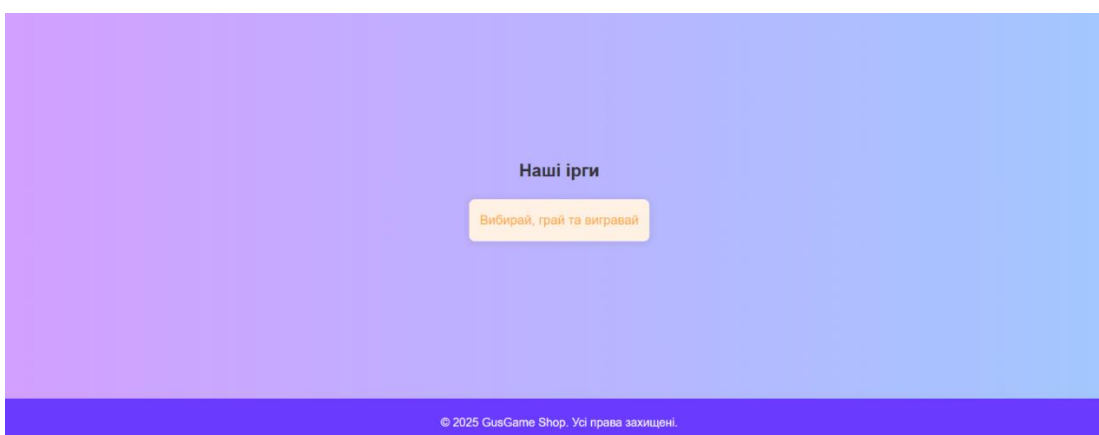 Наші ірги
Вибирай, грай та вигравай
© 2025 GusGame Shop. Усі права захищені.